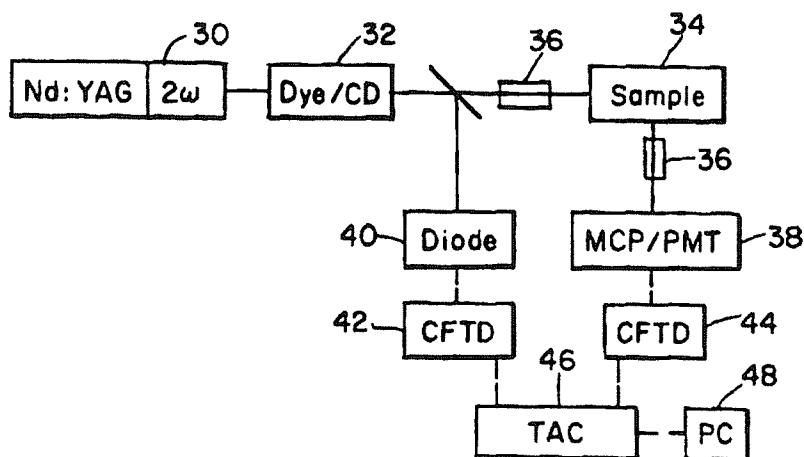 30
32
36
34
Nd: YAG
2ω
Dye/CD
Sample
36
40
Diode
MCP/PMT
38
42
CFTD
CFTD
44
46
48
TAC
PC